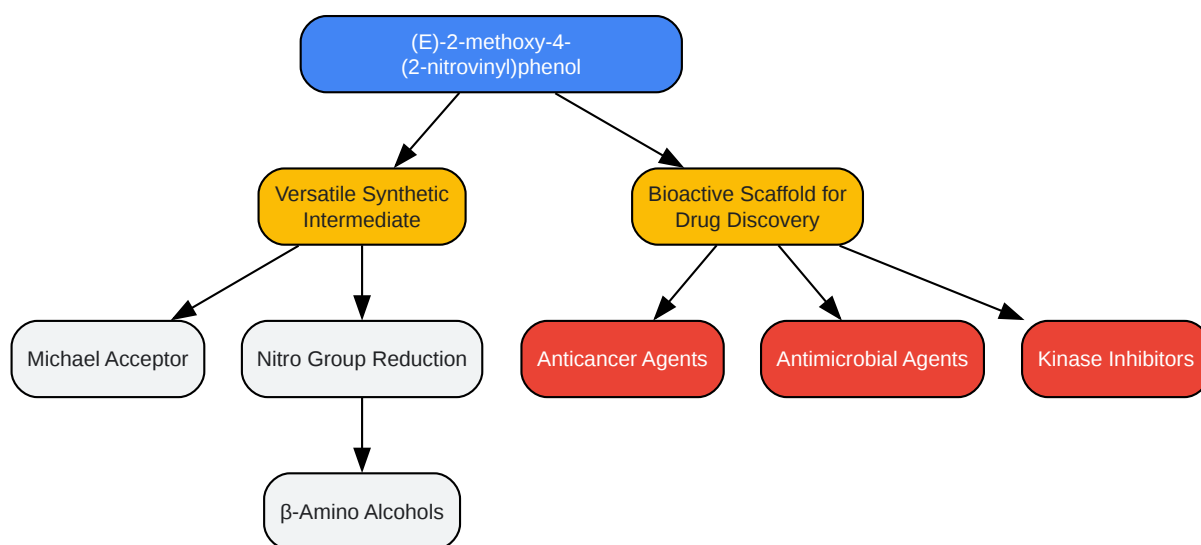 (E)-2-methoxy-4-
(2-nitrovinyl)phenol
Versatile Synthetic
Intermediate
Bioactive Scaffold for
Drug Discovery
Michael Acceptor
Nitro Group Reduction
Anticancer Agents
Antimicrobial Agents
Kinase Inhibitors
β-Amino Alcohols